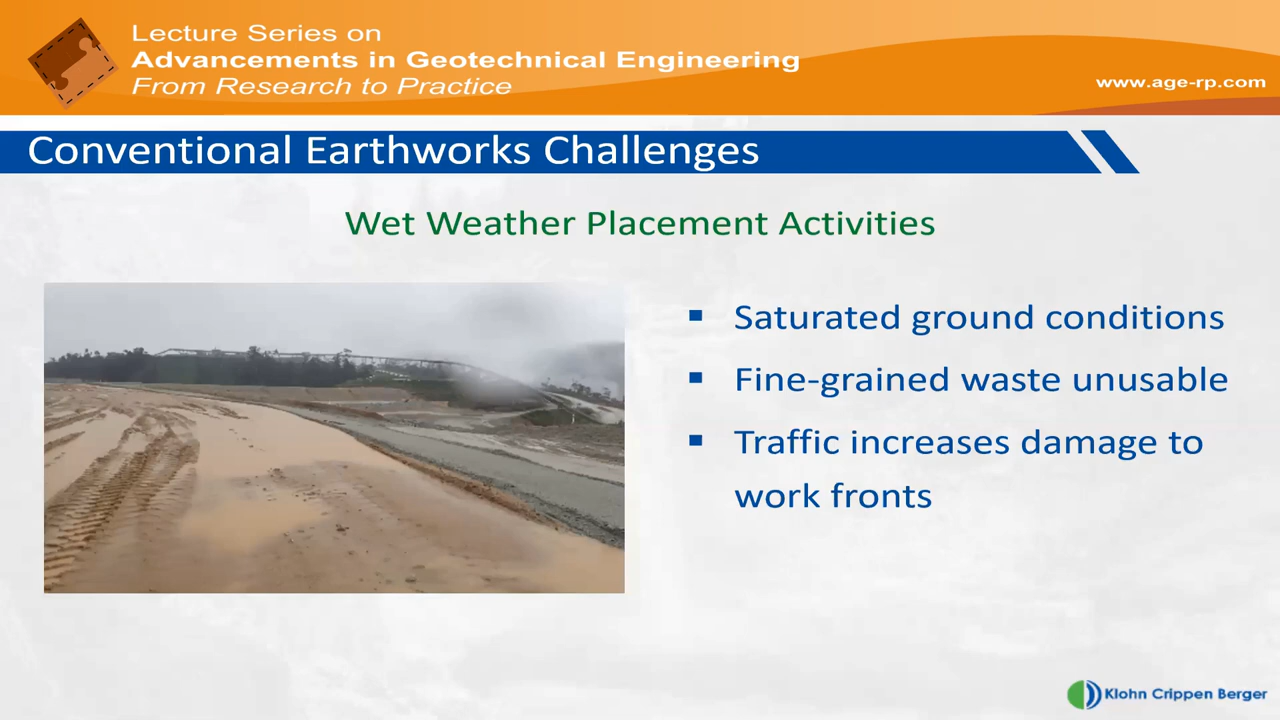 Lecture Series on
Advancements in Geotechnical Engineering
From Research to Practice
www.age-rp.com
Conventional Earthworks Challenges
Wet Weather Placement Activities
▪ Saturated ground conditions
▪ Fine-grained waste unusable
▪ Traffic increases damage to
work fronts
Klohn Crippen Berger